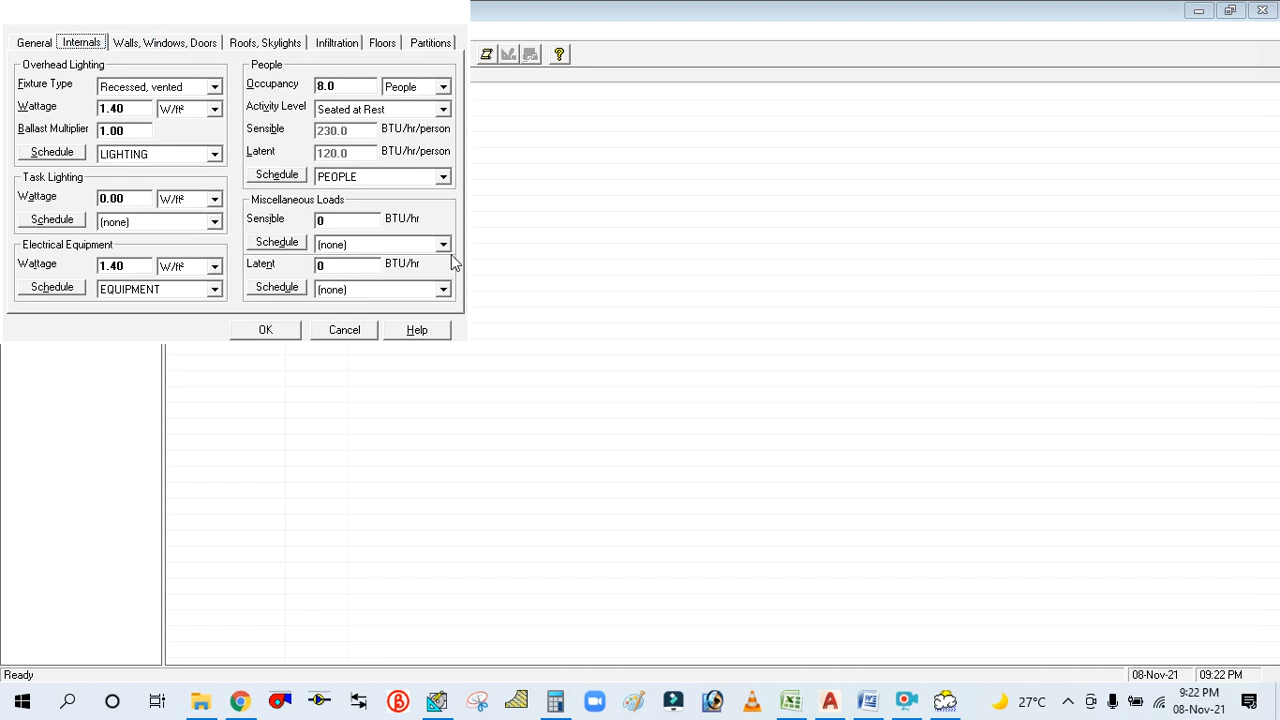 General Internals Walls, Windows, Doors Roofs, Skylights Infiltration Floors Partitions
Overhead Lighting
Fixture Type Recessed, vented
Wattage 1.40 W/ft²
Ballast Multiplier 1.00
Schedule LIGHTING
Task Lighting
Wattage 0.00 W/ft²
Schedule (none)
Electrical Equipment
Wattage 1.40 W/ft²
Schedule EQUIPMENT
People
Occupancy 8.0 People
Activity Level Seated at Rest
Sensible 230.0 BTU/hr/person
Latent 120.0 BTU/hr/person
Schedule PEOPLE
Miscellaneous Loads
Sensible 0 BTU/hr
Schedule (none)
Latent 0 BTU/hr
Schedule (none)
OK Cancel Help
Ready 08-Nov-21 09:22 PM
27°C 9:22 PM
08-Nov-21